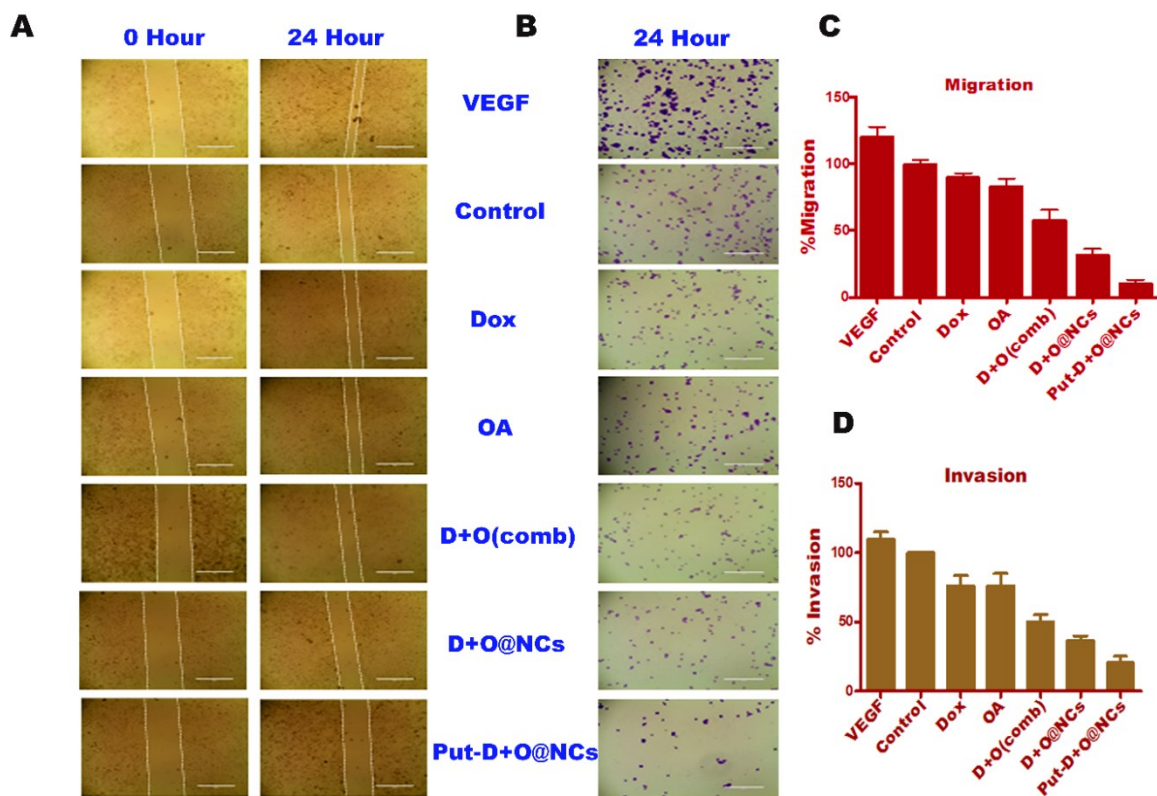 A
0 Hour
24 Hour
B
24 Hour
VEGF
Control
Dox
OA
D+O(comb)
D+O@NCs
Put-D+O@NCs
C
Migration
%Migration
150
100
50
0
VEGF
Control
Dox
OA
D+O(comb)
D+O@NCs
Put-D+O@NCs
D
Invasion
% Invasion
150
100
50
0
VEGF
Control
Dox
OA
D+O(comb)
D+O@NCs
Put-D+O@NCs